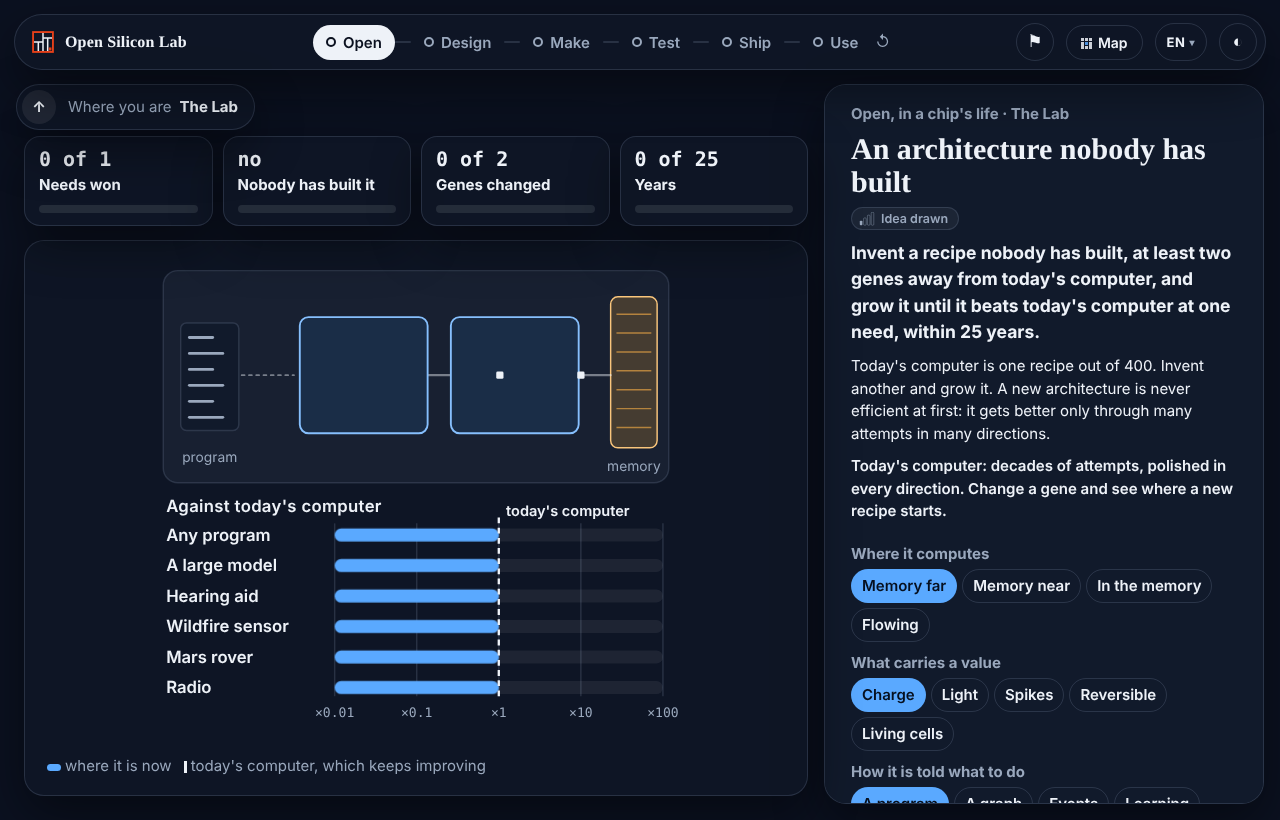 Open Silicon Lab
Open
Design
Make
Test
Ship
Use
Map
EN
Where you are The Lab
0 of 1
Needs won
no
Nobody has built it
0 of 2
Genes changed
0 of 25
Years
program
memory
Against today's computer
today's computer
Any program
A large model
Hearing aid
Wildfire sensor
Mars rover
Radio
×0.01 ×0.1 ×1 ×10 ×100
where it is now today's computer, which keeps improving
Open, in a chip's life · The Lab
An architecture nobody has
built
Idea drawn
Invent a recipe nobody has built, at least two
genes away from today's computer, and
grow it until it beats today's computer at one
need, within 25 years.
Today's computer is one recipe out of 400. Invent
another and grow it. A new architecture is never
efficient at first: it gets better only through many
attempts in many directions.
Today's computer: decades of attempts, polished in
every direction. Change a gene and see where a new
recipe starts.
Where it computes
Memory far Memory near In the memory
Flowing
What carries a value
Charge Light Spikes Reversible
Living cells
How it is told what to do
A program A graph Events Learning